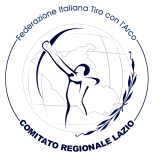 Federazione Italiana Tiro con l'Arco
COMITATO REGIONALE LAZIO